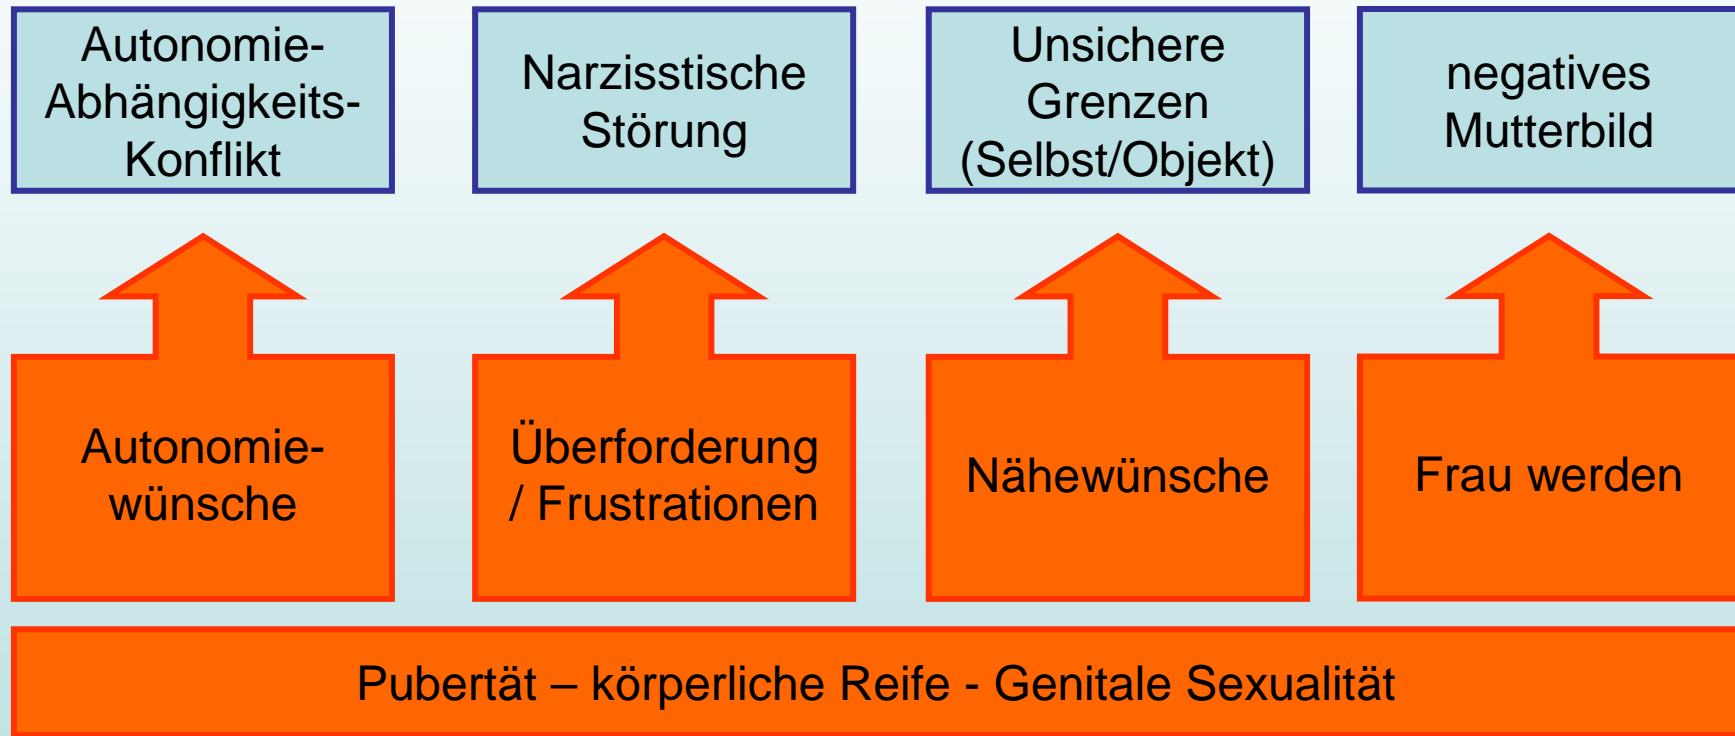 Autonomie-
Abhängigkeits-
Konflikt
Narzisstische
Störung
Unsichere
Grenzen
(Selbst/Objekt)
negatives
Mutterbild
Autonomie-
wünsche
Überforderung
/ Frustrationen
Nähewünsche
Frau werden
Pubertät – körperliche Reife - Genitale Sexualität